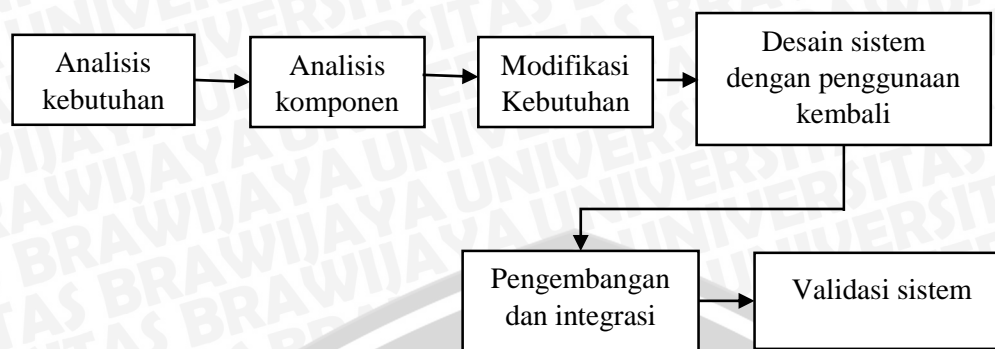 Analisis
kebutuhan
Analisis
komponen
Modifikasi
Kebutuhan
Desain sistem
dengan penggunaan
kembali
Pengembangan
dan integrasi
Validasi sistem